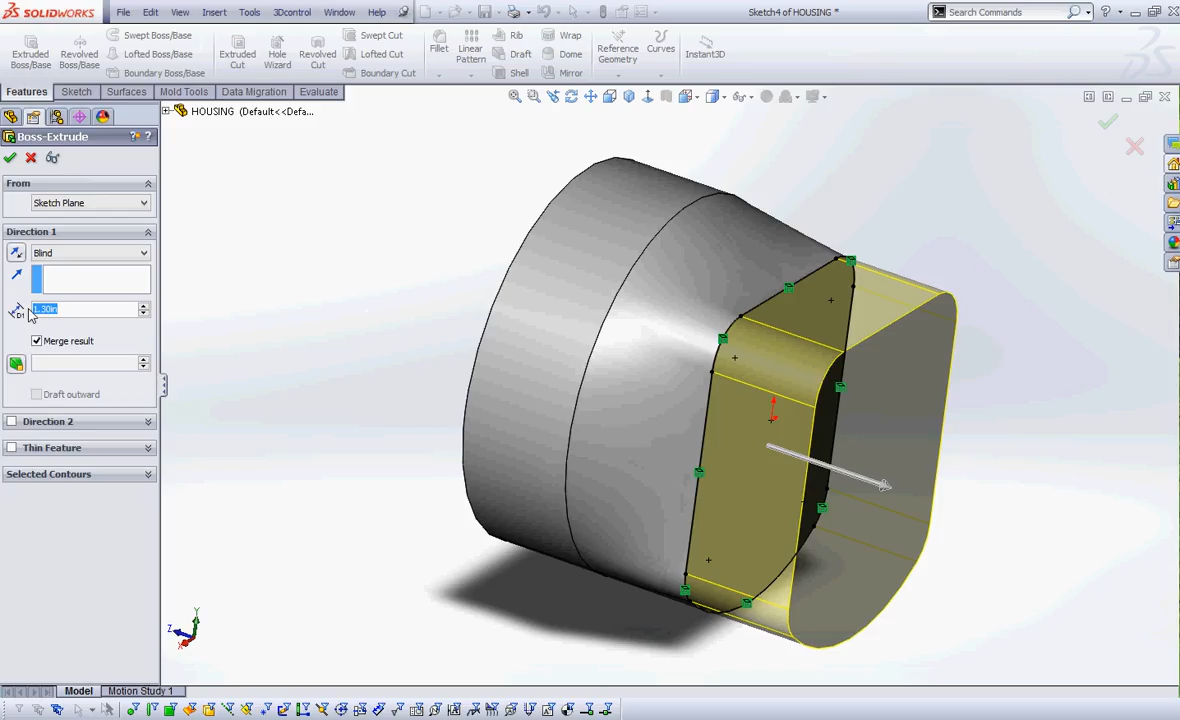 SOLIDWORKS File Edit View Insert Tools 3Dcontrol Window Help Sketch4 of HOUSING * Search Commands
Extruded Boss/Base Revolved Boss/Base Swept Boss/Base Lofted Boss/Base Boundary Boss/Base Extruded Cut Hole Wizard Revolved Cut Swept Cut Lofted Cut Boundary Cut Fillet Linear Pattern Rib Draft Shell Wrap Dome Mirror Reference Geometry Curves Instant3D
Features Sketch Surfaces Mold Tools Data Migration Evaluate
HOUSING (Default<<Defa...
Boss-Extrude
From
Sketch Plane
Direction 1
Blind
D1 1.30in
Merge result
Draft outward
Direction 2
Thin Feature
Selected Contours
Y
Z
X
Model Motion Study 1